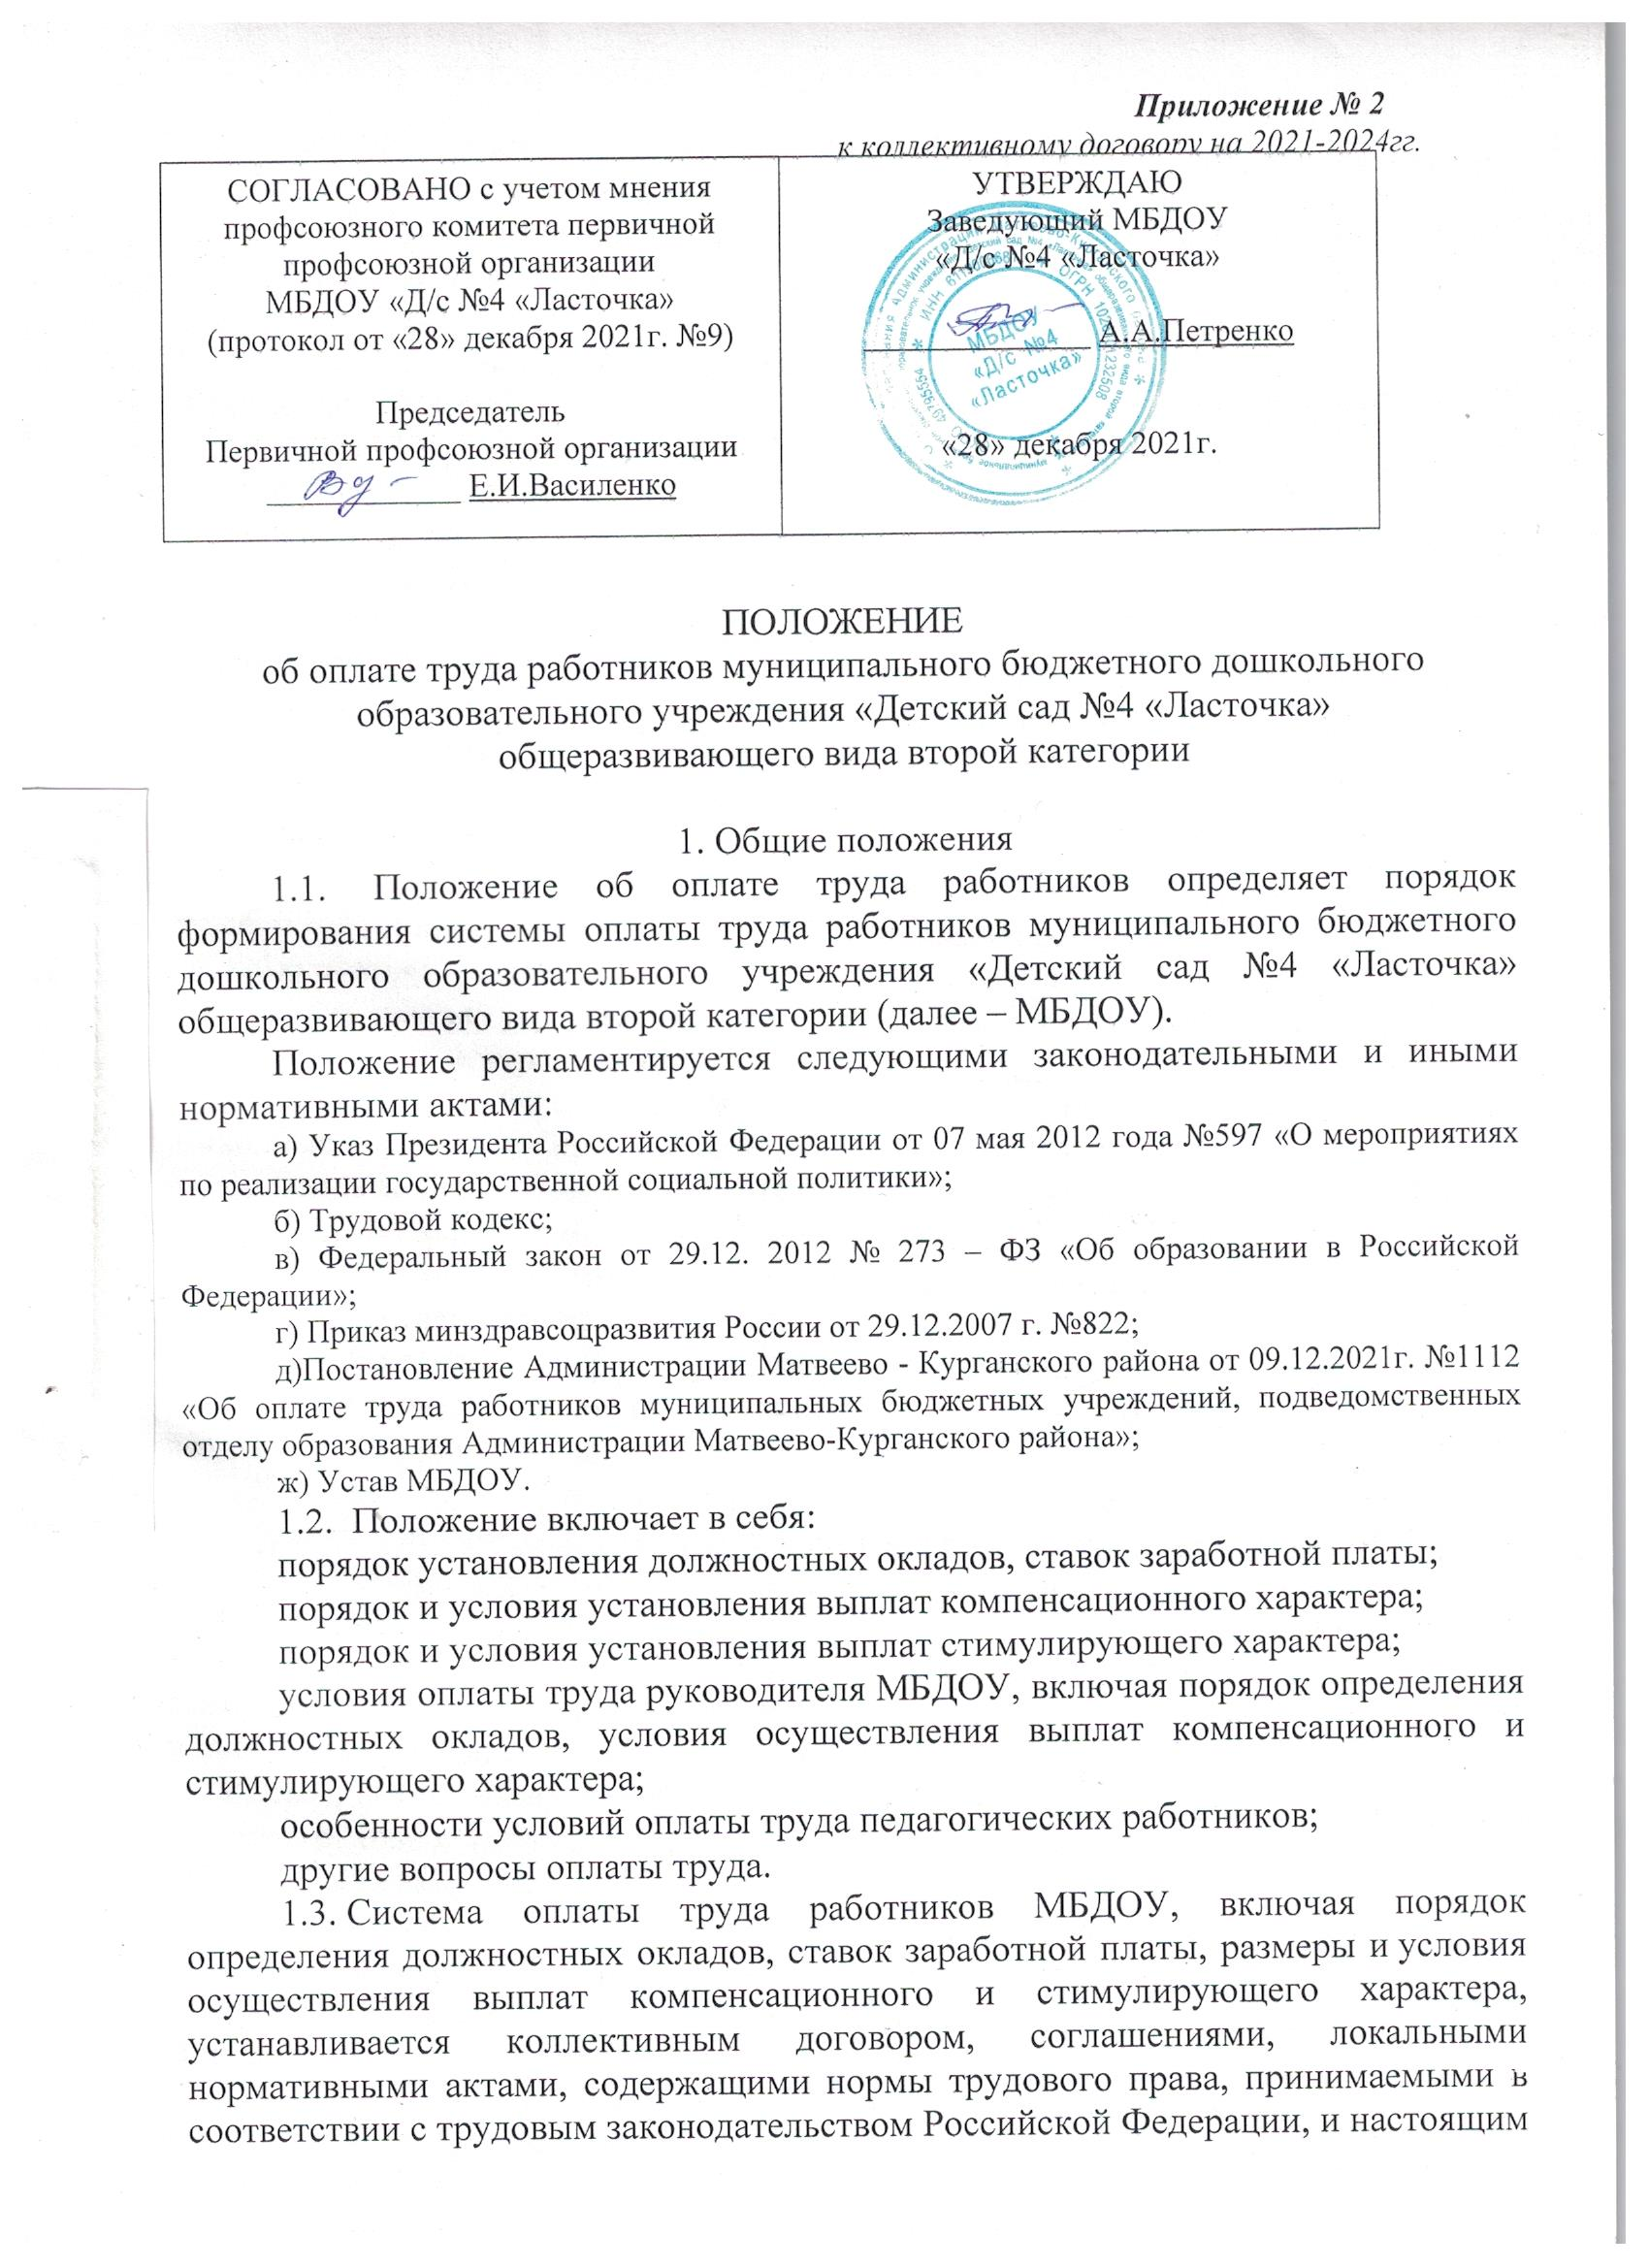 Приложение № 2
к коллективному договору на 2021-2024гг.
СОГЛАСОВАНО с учетом мнения
профсоюзного комитета первичной
профсоюзной организации
МБДОУ «Д/с №4 «Ласточка»
(протокол от «28» декабря 2021г. №9)
Председатель
Первичной профсоюзной организации
Е.И.Василенко
УТВЕРЖДАЮ
Заведующий МБДОУ
«Д/с №4 «Ласточка»
А.А.Петренко
«28» декабря 2021г.
МБДОУ
«Д/с №4
«Ласточка»
ПОЛОЖЕНИЕ
об оплате труда работников муниципального бюджетного дошкольного
образовательного учреждения «Детский сад №4 «Ласточка»
общеразвивающего вида второй категории
1. Общие положения
1.1. Положение об оплате труда работников определяет порядок
формирования системы оплаты труда работников муниципального бюджетного
дошкольного образовательного учреждения «Детский сад №4 «Ласточка»
общеразвивающего вида второй категории (далее – МБДОУ).
Положение регламентируется следующими законодательными и иными
нормативными актами:
а) Указ Президента Российской Федерации от 07 мая 2012 года №597 «О мероприятиях
по реализации государственной социальной политики»;
б) Трудовой кодекс;
в) Федеральный закон от 29.12. 2012 № 273 – ФЗ «Об образовании в Российской
Федерации»;
г) Приказ минздравсоцразвития России от 29.12.2007 г. №822;
д)Постановление Администрации Матвеево - Курганского района от 09.12.2021г. №1112
«Об оплате труда работников муниципальных бюджетных учреждений, подведомственных
отделу образования Администрации Матвеево-Курганского района»;
ж) Устав МБДОУ.
1.2. Положение включает в себя:
порядок установления должностных окладов, ставок заработной платы;
порядок и условия установления выплат компенсационного характера;
порядок и условия установления выплат стимулирующего характера;
условия оплаты труда руководителя МБДОУ, включая порядок определения
должностных окладов, условия осуществления выплат компенсационного и
стимулирующего характера;
особенности условий оплаты труда педагогических работников;
другие вопросы оплаты труда.
1.3. Система оплаты труда работников МБДОУ, включая порядок
определения должностных окладов, ставок заработной платы, размеры и условия
осуществления выплат компенсационного и стимулирующего характера,
устанавливается коллективным договором, соглашениями, локальными
нормативными актами, содержащими нормы трудового права, принимаемыми в
соответствии с трудовым законодательством Российской Федерации, и настоящим